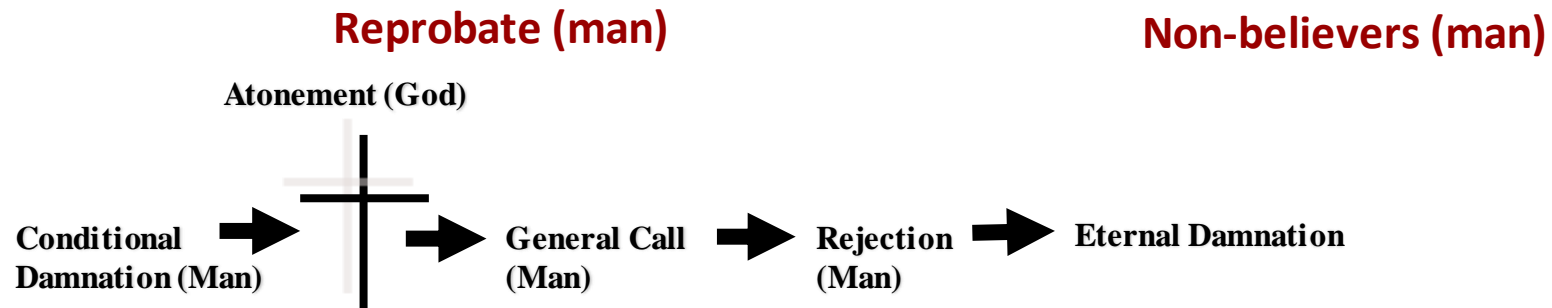 Reprobate (man)
Non-believers (man)
Atonement (God)
Conditional
Damnation (Man)
General Call
(Man)
Rejection
(Man)
Eternal Damnation